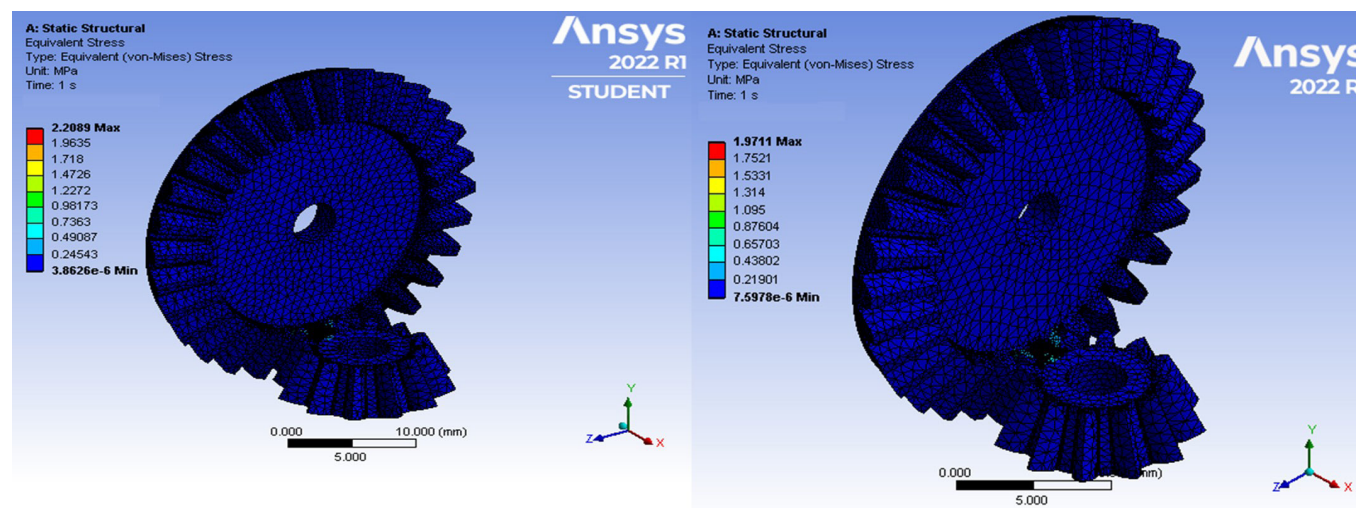 A: Static Structural
Equivalent Stress
Type: Equivalent (von-Mises) Stress
Unit: MPa
Time: 1 s
Ansys
2022 R1
STUDENT
2.2089 Max
1.9635
1.718
1.4726
1.2272
0.98173
0.7363
0.49087
0.24543
3.8626e-6 Min
0.000
10.000 (mm)
5.000
Y
Z
X
A: Static Structural
Equivalent Stress
Type: Equivalent (von-Mises) Stress
Unit: MPa
Time: 1 s
Ansys
2022 R
1.9711 Max
1.7521
1.5331
1.314
1.095
0.87604
0.65703
0.43802
0.21901
7.5978e-6 Min
0.000
(mm)
5.000
Y
Z
X